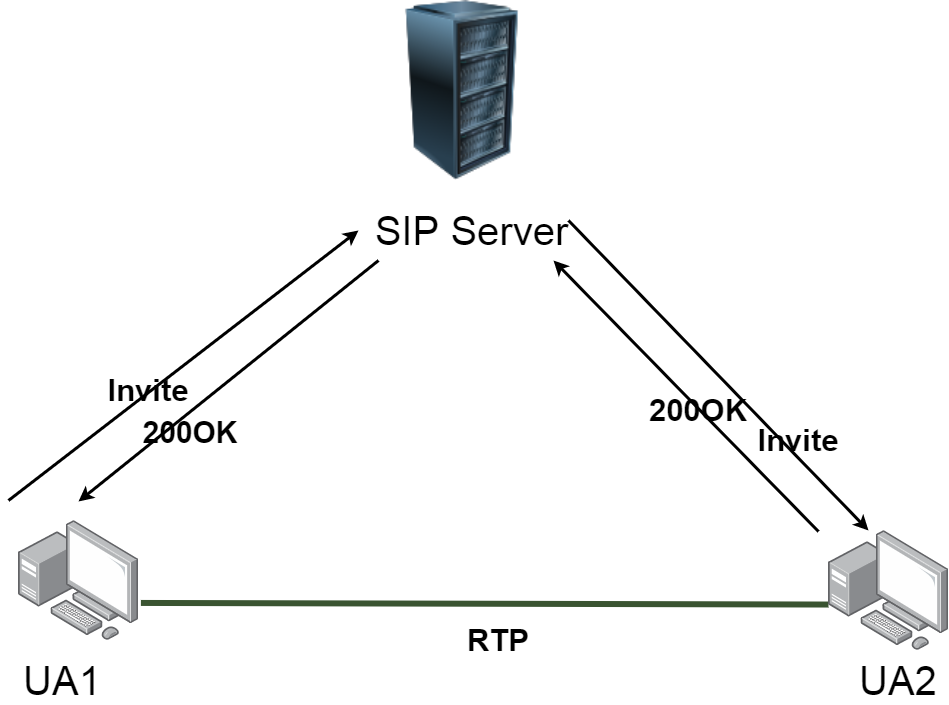 SIP Server
Invite
200OK
200OK
Invite
RTP
UA1
UA2